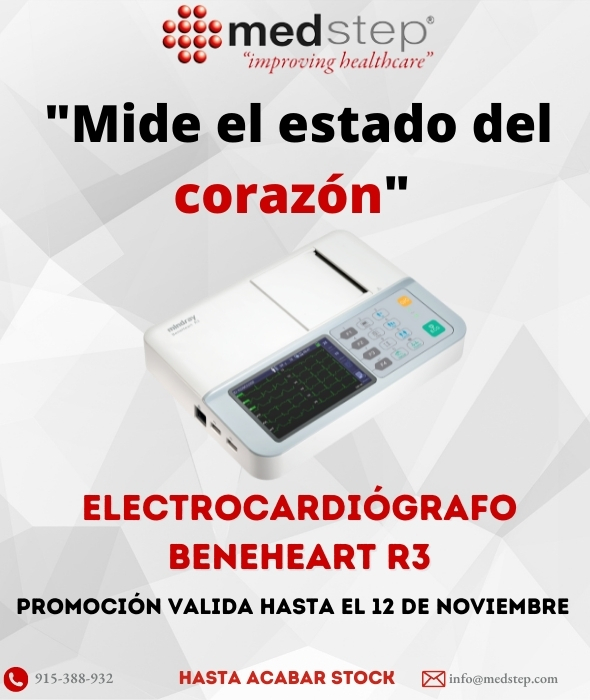 medstep®
“improving healthcare”
"Mide el estado del
corazón"
mindray
ELECTROCARDIÓGRAFO
BENEHEART R3
PROMOCIÓN VALIDA HASTA EL 12 DE NOVIEMBRE
915-388-932
HASTA ACABAR STOCK
info@medstep.com